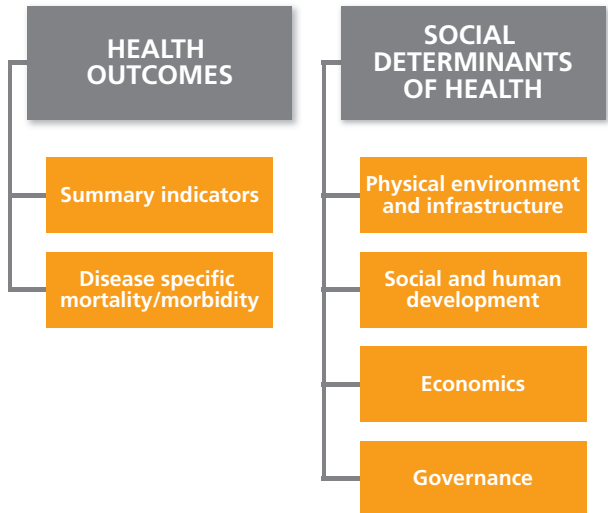 HEALTH
OUTCOMES
Summary indicators
Disease specific
mortality/morbidity
SOCIAL
DETERMINANTS
OF HEALTH
Physical environment
and infrastructure
Social and human
development
Economics
Governance